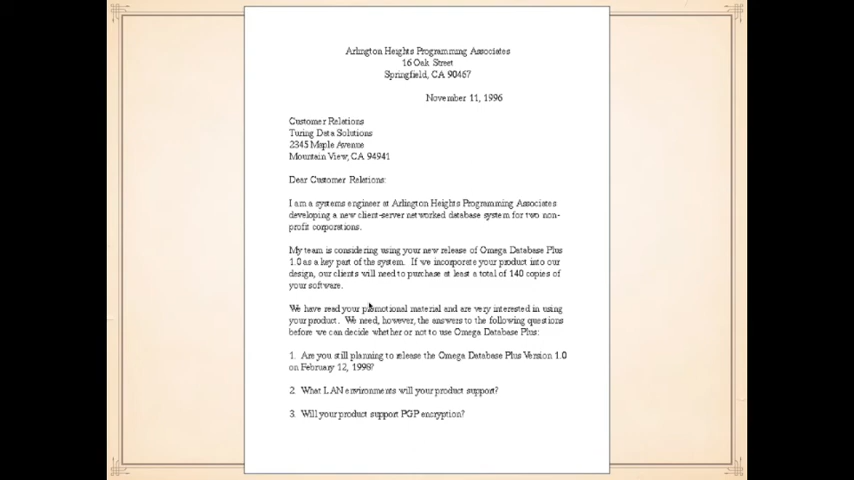 Arlington Heights Programming Associates
16 Oak Street
Springfield, CA 90467
November 11, 1996
Customer Relations
Turing Data Solutions
2345 Maple Avenue
Mountain View, CA 94941
Dear Customer Relations:
I am a systems engineer at Arlington Heights Programming Associates
developing a new client-server networked database system for two non-
profit corporations.
My team is considering using your new release of Omega Database Plus
1.0 as a key part of the system. If we incorporate your product into our
design, our clients will need to purchase at least a total of 140 copies of
your software.
We have read your promotional material and are very interested in using
your product. We need, however, the answers to the following questions
before we can decide whether or not to use Omega Database Plus:
1. Are you still planning to release the Omega Database Plus Version 1.0
on February 12, 1998?
2. What LAN environments will your product support?
3. Will your product support PGP encryption?